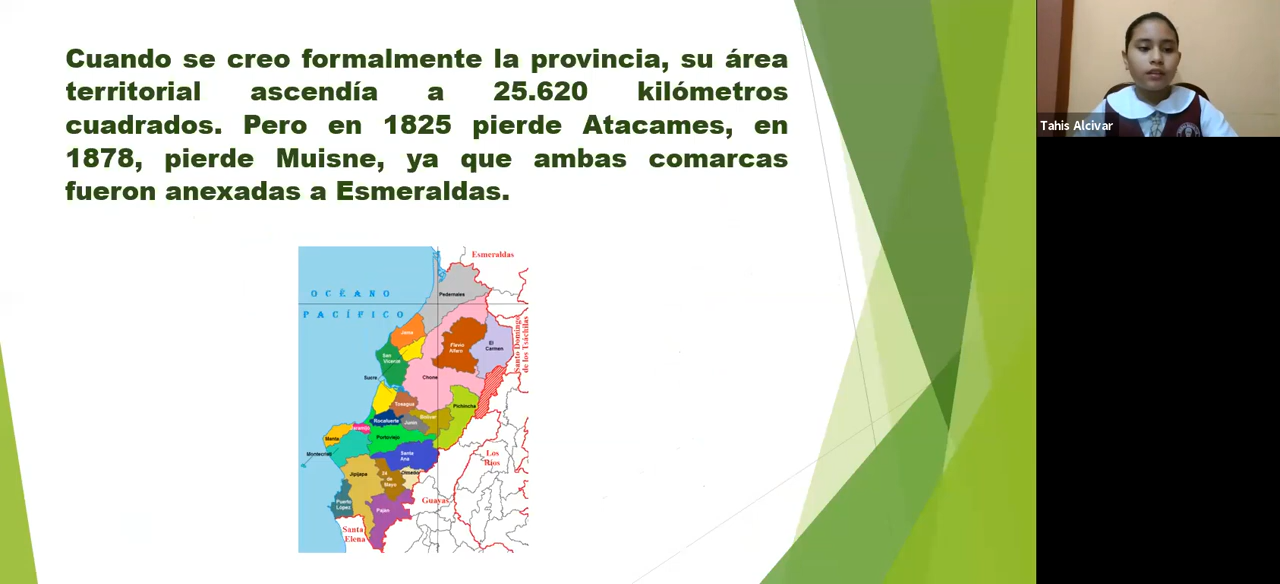 Cuando se creo formalmente la provincia, su área
territorial ascendía a 25.620 kilómetros
cuadrados. Pero en 1825 pierde Atacames, en
1878, pierde Muisne, ya que ambas comarcas
fueron anexadas a Esmeraldas.
Tahis Alcivar
Esmeraldas
OCÉANO
PACÍFICO
Pedernales
Jama
Flavio
Alfaro
El
Carmen
Santo Domingo
de los Tsáchilas
San
Vicente
Sucre
Chone
Tosagua
Pichincha
Rocafuerte
Junín
Bolívar
Jaramijó
Manta
Portoviejo
Montecristi
Santa
Ana
Los
Ríos
Jipijapa
24
de
Mayo
Olmedo
Puerto
López
Paján
Guayas
Santa
Elena